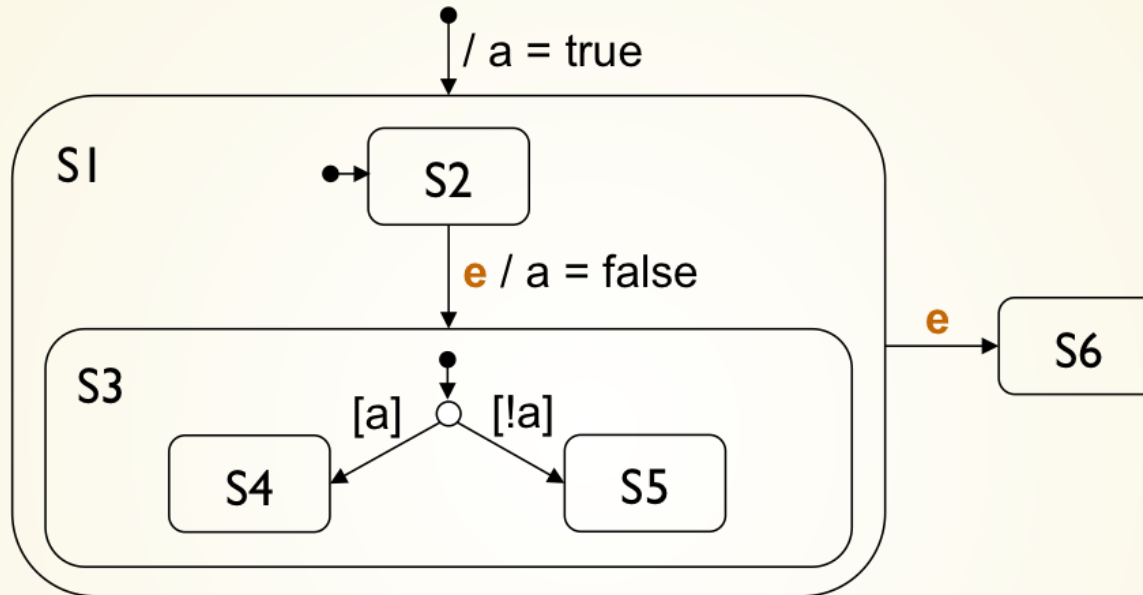 / a = true
S1
S2
e / a = false
e
S6
S3
[a]
[!a]
S4
S5